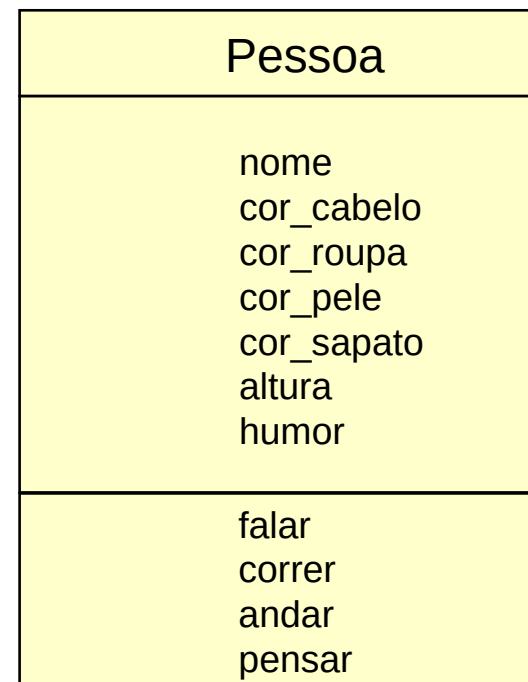 Pessoa
nome
cor_cabelo
cor_roupa
cor_pele
cor_sapato
altura
humor
falar
correr
andar
pensar